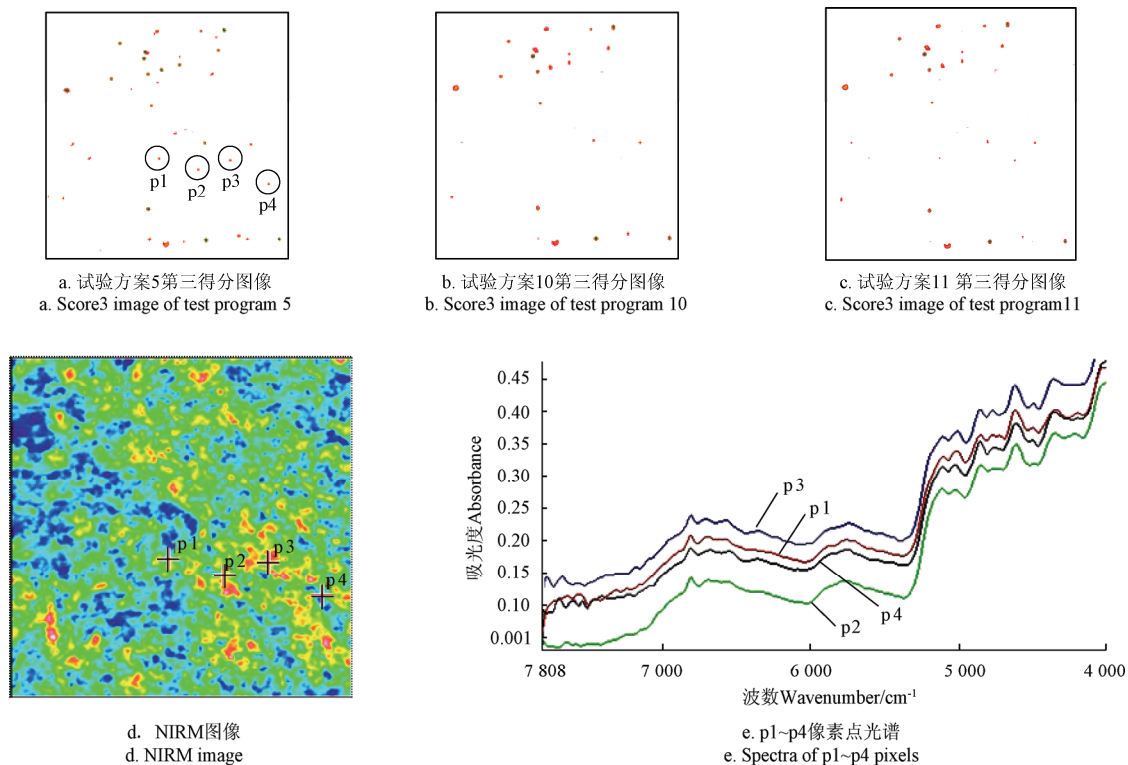 p1
p2
p3
p4
a. 试验方案5第三得分图像
a. Score3 image of test program 5
b. 试验方案10第三得分图像
b. Score3 image of test program 10
c. 试验方案11 第三得分图像
c. Score3 image of test program11
p1
p2
p3
p4
d. NIRM图像
d. NIRM image
吸光度Absorbance
0.45
0.40
0.35
0.30
0.25
0.20
0.15
0.10
0.001
p3
p1
p4
p2
7 808
7 000
6 000
5 000
4 000
波数Wavenumber/cm⁻¹
e. p1~p4像素点光谱
e. Spectra of p1~p4 pixels